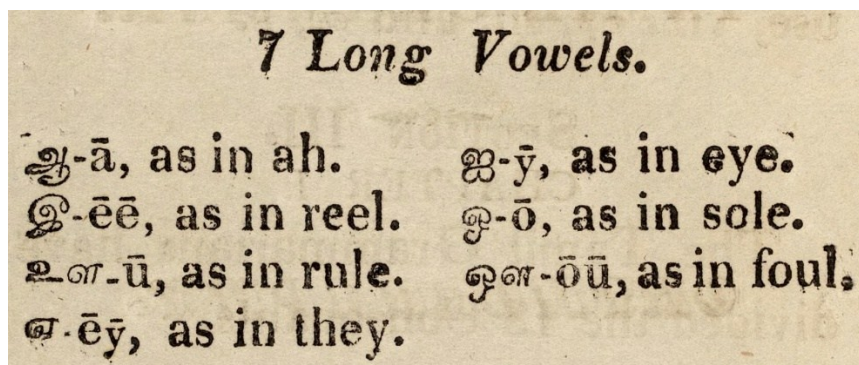 7 Long Vowels.
ஆ-ā, as in ah.
இ-ēē, as in reel.
ஊ-ū, as in rule.
ஏ-ēȳ, as in they.
ஐ-ȳ, as in eye.
ஓ-ō, as in sole.
ஔ-ōū, as in foul.